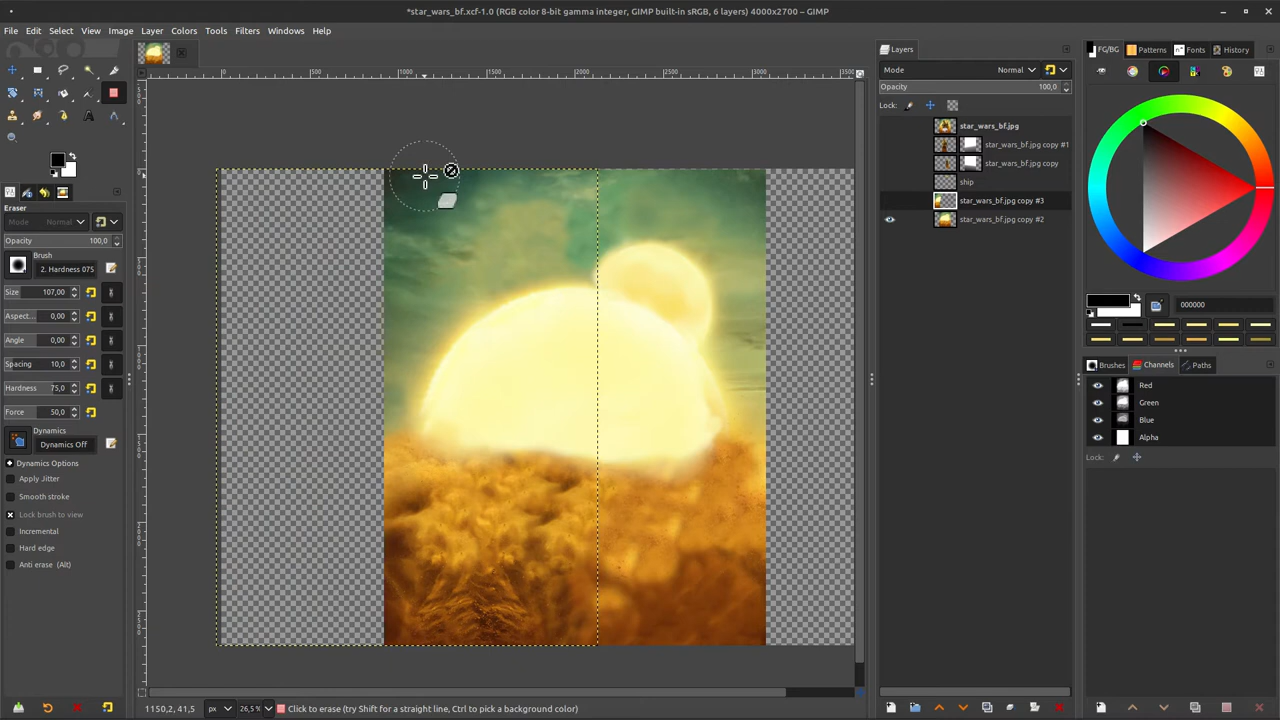 *star_wars_bf.xcf-1.0 (RGB color 8-bit gamma integer, GIMP built-in sRGB, 6 layers) 4000x2700 – GIMP
File Edit Select View Image Layer Colors Tools Filters Windows Help
Layers
FG/BG Patterns Fonts History
Mode Normal
Opacity 100,0
Lock:
star_wars_bf.jpg
star_wars_bf.jpg copy #1
star_wars_bf.jpg copy
ship
star_wars_bf.jpg copy #3
star_wars_bf.jpg copy #2
0 500 1000 1500 2000 2500 3000 3500
Eraser
Mode Normal
Opacity 100,0
Brush
2. Hardness 075
Size 107,00
Aspect... 0,00
Angle 0,00
Spacing 10,0
Hardness 75,0
Force 50,0
Dynamics
Dynamics Off
Dynamics Options
Apply Jitter
Smooth stroke
Lock brush to view
Incremental
Hard edge
Anti erase (Alt)
000000
Brushes Channels Paths
Red
Green
Blue
Alpha
Lock:
1150,2, 41,5 px 26,5% Click to erase (try Shift for a straight line, Ctrl to pick a background color)